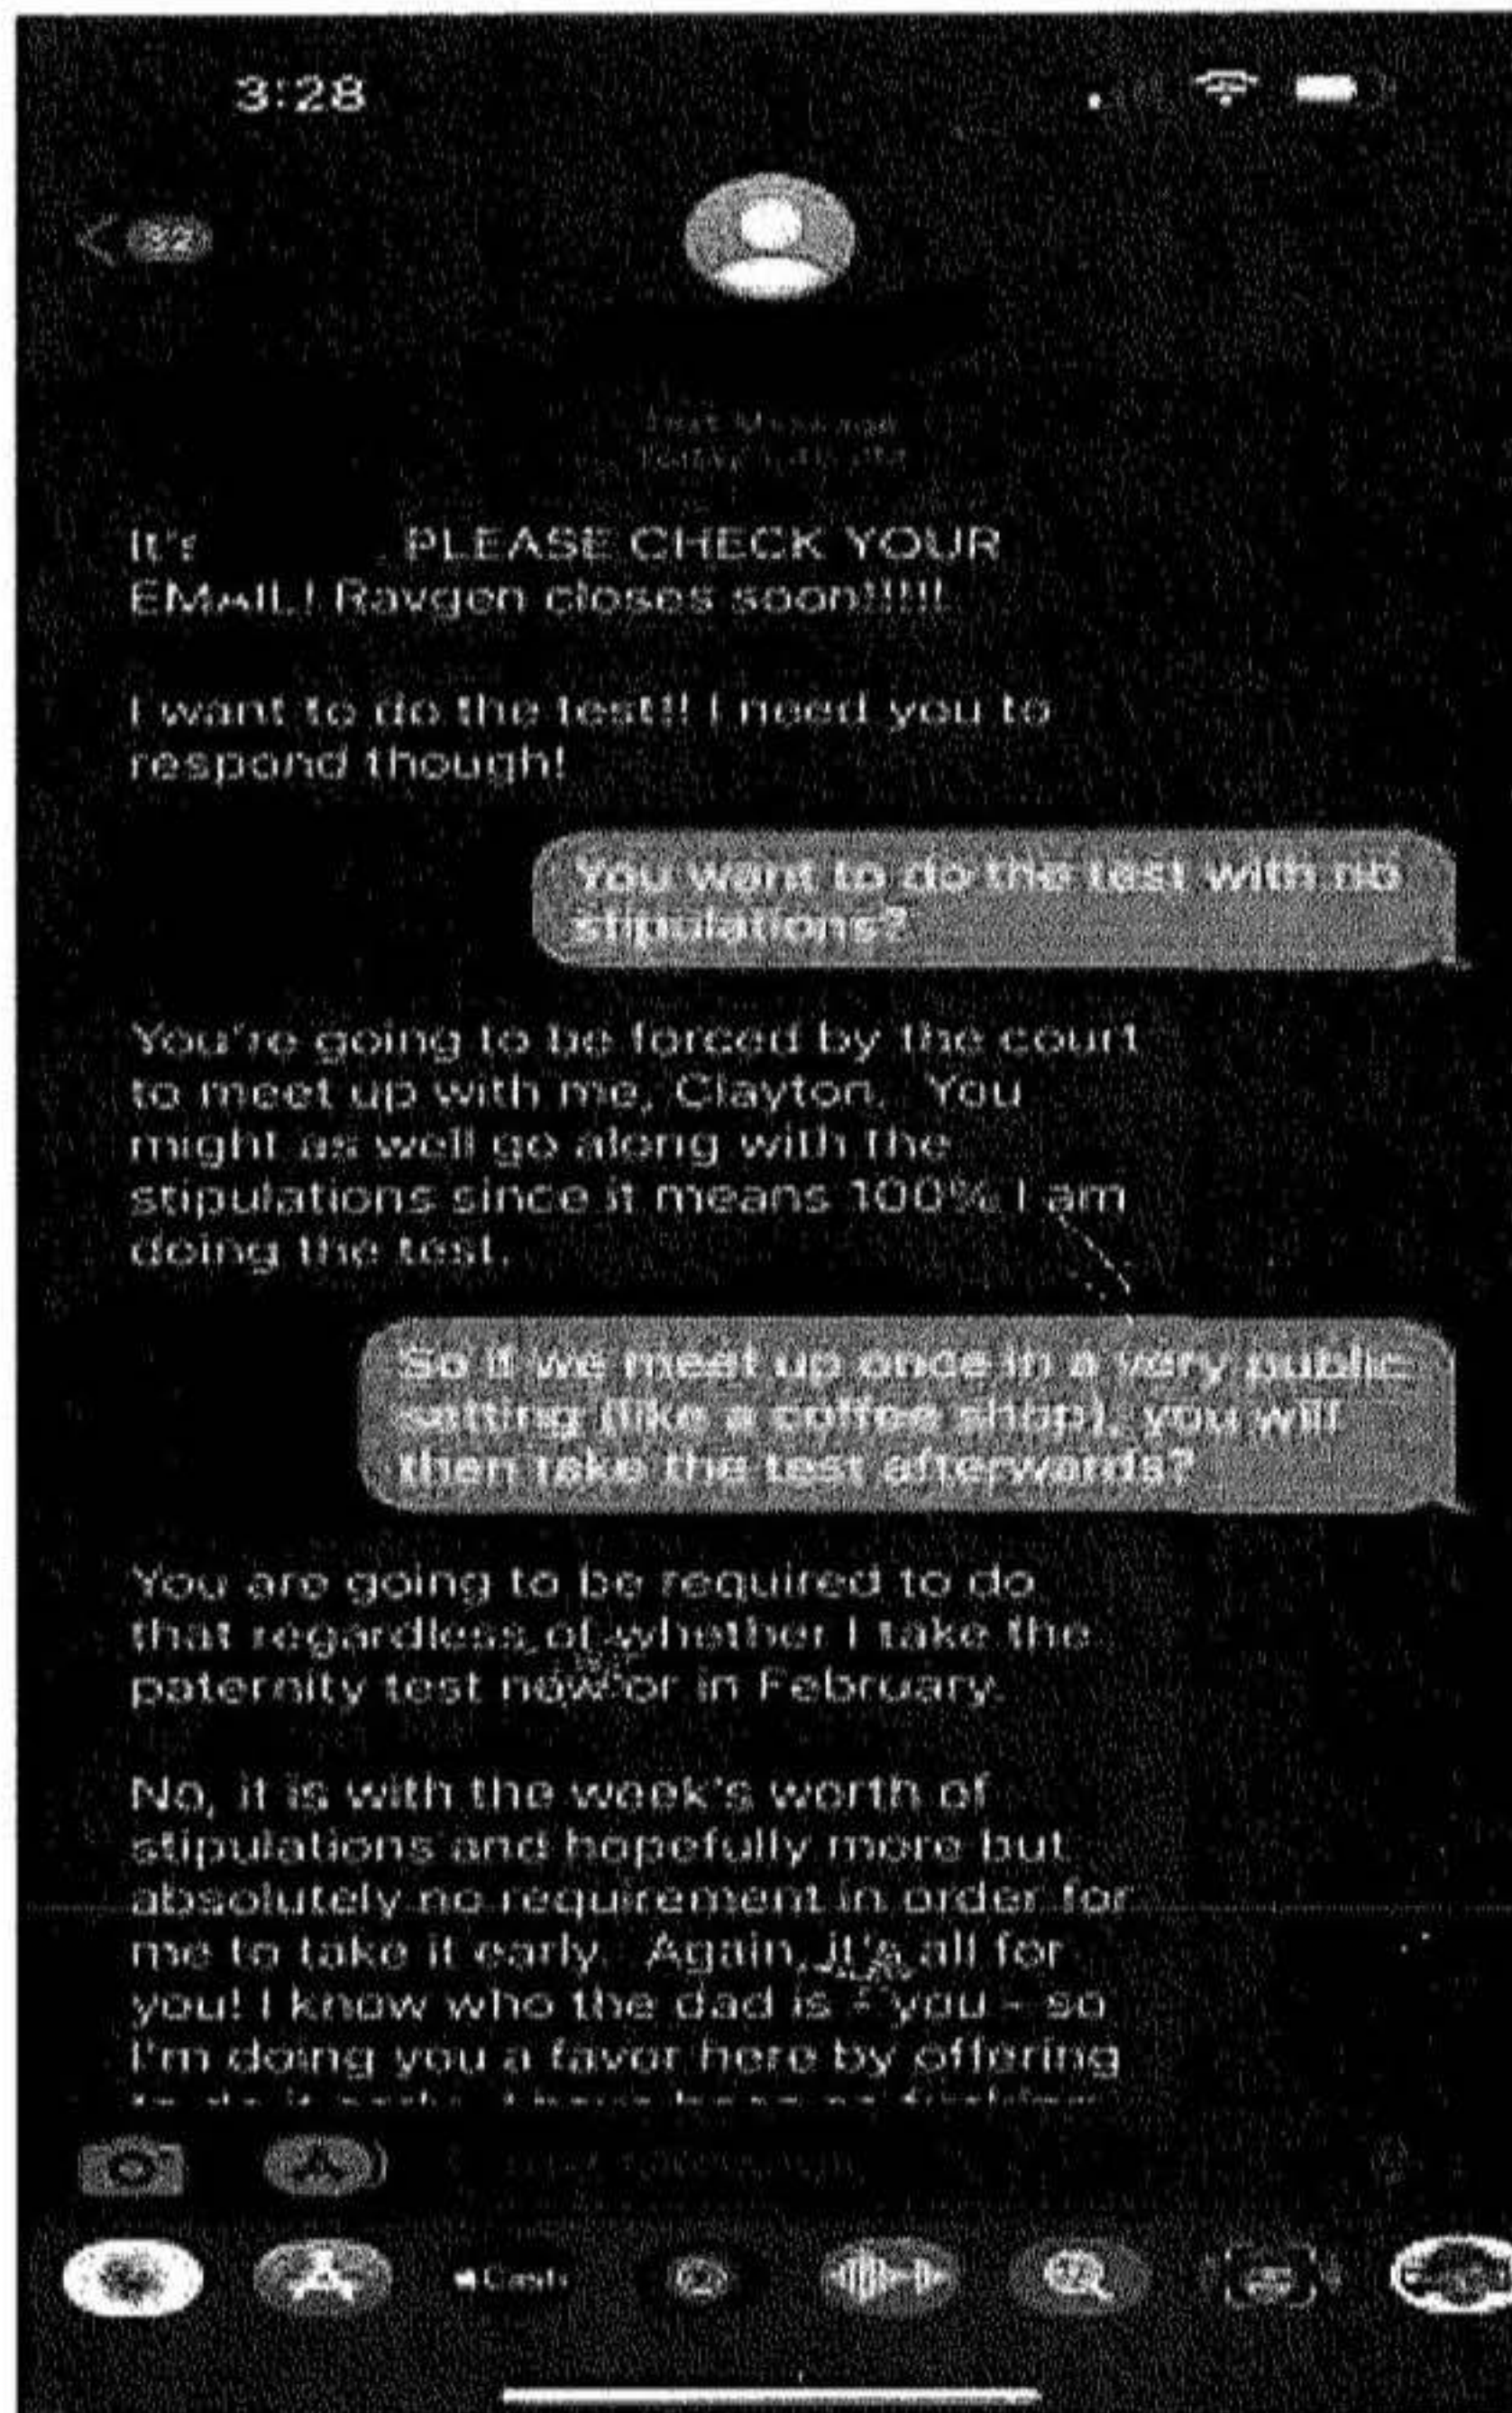 3:28
32
Text Message
It's PLEASE CHECK YOUR
EMAIL! Ravgen closes soon!!!!!
I want to do the test!! I need you to
respond though!
You want to do the test with no
stipulations?
You're going to be forced by the court
to meet up with me, Clayton. You
might as well go along with the
stipulations since it means 100% I am
doing the test.
So if we meet up once in a very public
setting (like a coffee shop), you will
then take the test afterwards?
You are going to be required to do
that regardless of whether I take the
paternity test now or in February.
No, it is with the week's worth of
stipulations and hopefully more but
absolutely no requirement in order for
me to take it early. Again, it's all for
you! I know who the dad is - you - so
I'm doing you a favor here by offering
Cash